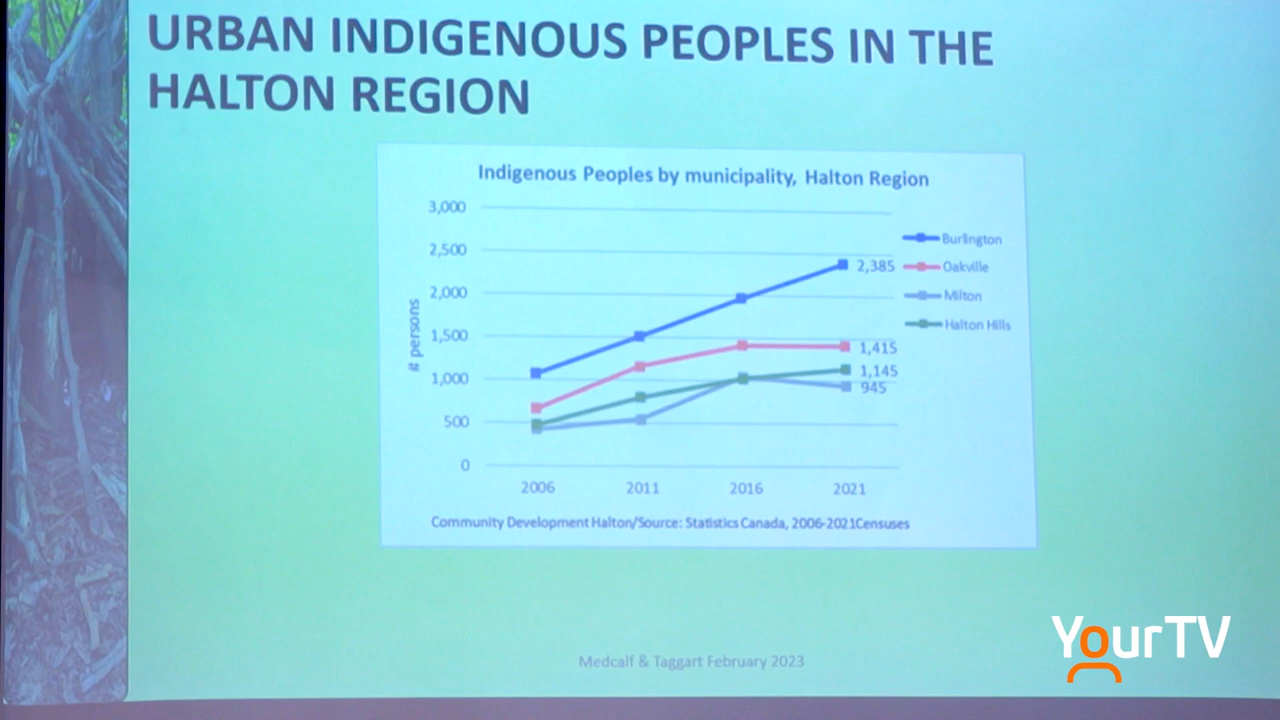 URBAN INDIGENOUS PEOPLES IN THE
HALTON REGION
Indigenous Peoples by municipality, Halton Region
3,000
2,500
2,000
1,500
1,000
500
0
# persons
2006 2011 2016 2021
2,385
1,415
1,145
945
Burlington
Oakville
Milton
Halton Hills
Community Development Halton/Source: Statistics Canada, 2006-2021Censuses
Medcalf & Taggart February 2023
YourTV